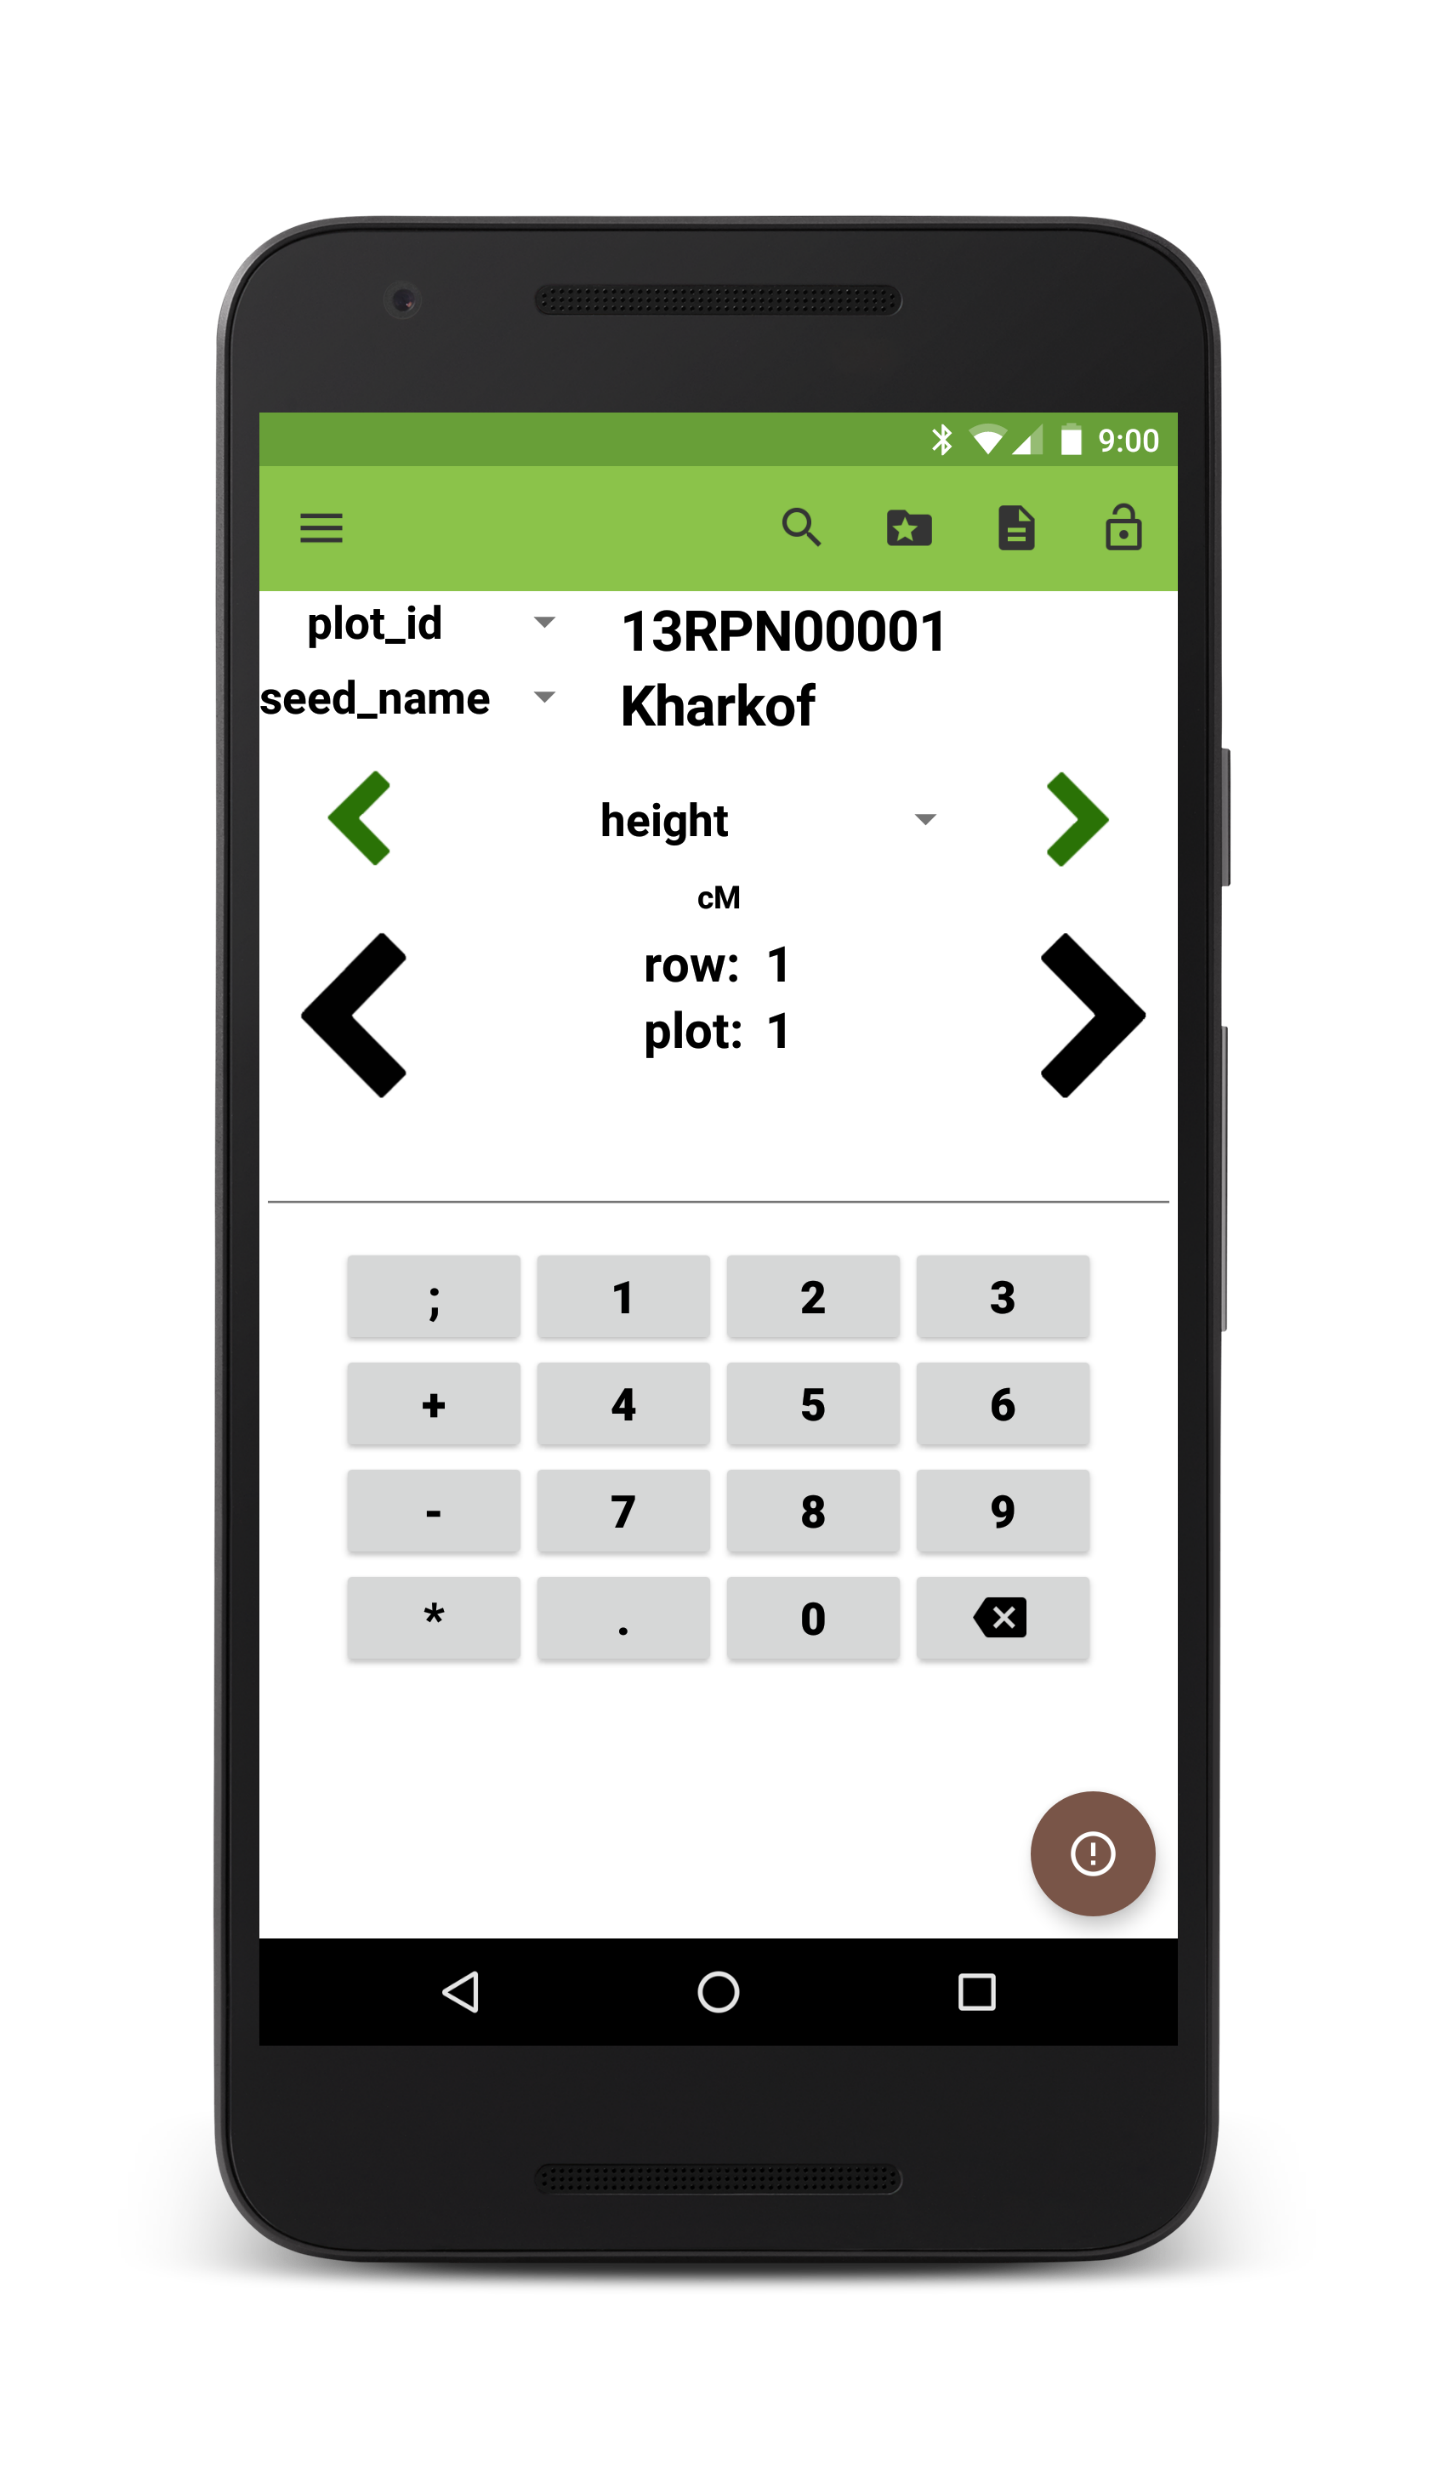 9:00
plot_id 13RPN00001
seed_name Kharkof
height
cM
row: 1
plot: 1
; 1 2 3
+ 4 5 6
- 7 8 9
* . 0